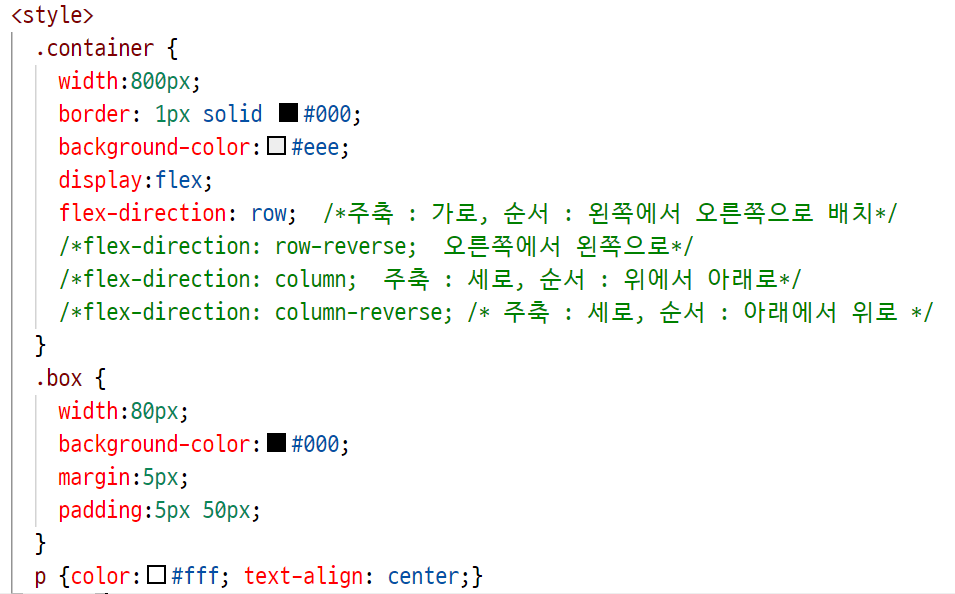 <style>
.container {
width:800px;
border: 1px solid #000;
background-color:#eee;
display:flex;
flex-direction: row;  /*주축 : 가로, 순서 : 왼쪽에서 오른쪽으로 배치*/
/*flex-direction: row-reverse;  오른쪽에서 왼쪽으로*/
/*flex-direction: column;  주축 : 세로, 순서 : 위에서 아래로*/
/*flex-direction: column-reverse; /* 주축 : 세로, 순서 : 아래에서 위로 */
}
.box {
width:80px;
background-color:#000;
margin:5px;
padding:5px 50px;
}
p {color:#fff; text-align: center;}